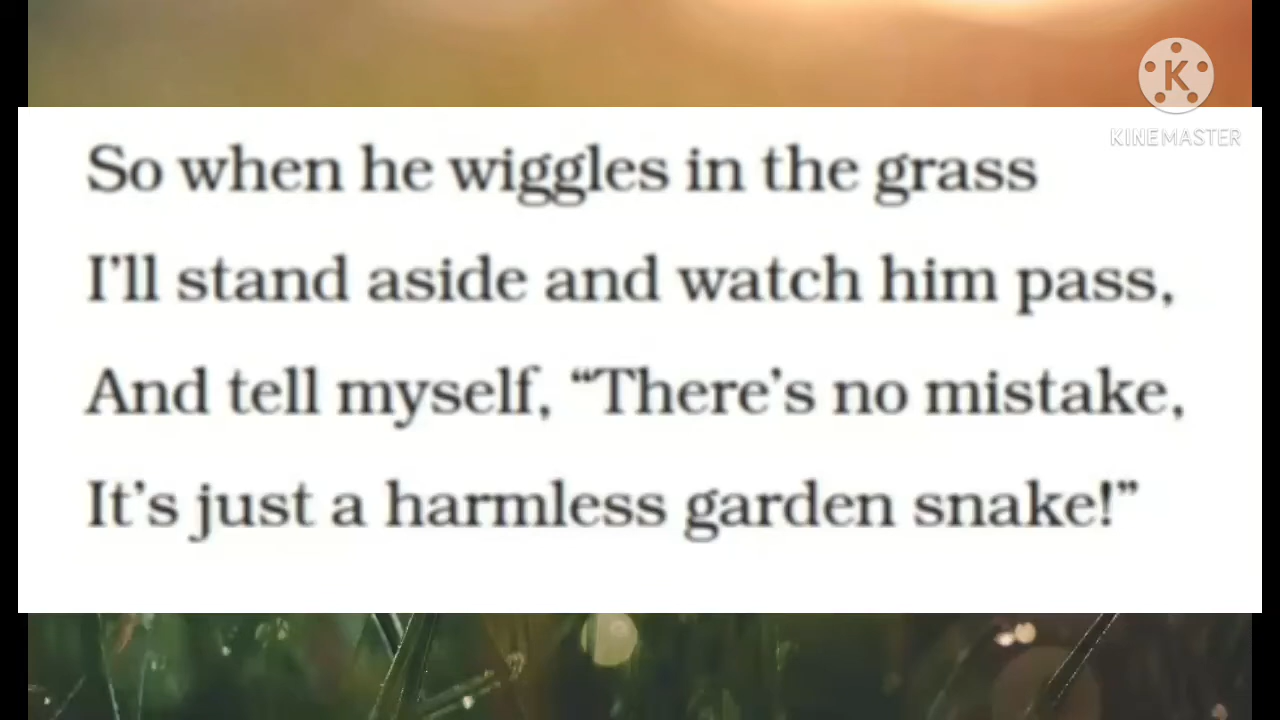 K
KINEMASTER
So when he wiggles in the grass
I'll stand aside and watch him pass,
And tell myself, “There's no mistake,
It's just a harmless garden snake!”